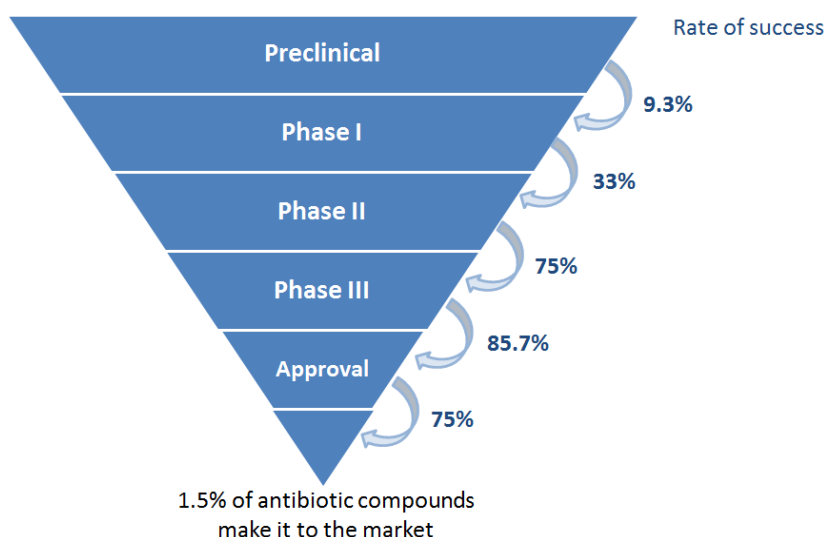 Rate of success
Preclinical
9.3%
Phase I
33%
Phase II
75%
Phase III
85.7%
Approval
75%
1.5% of antibiotic compounds
make it to the market